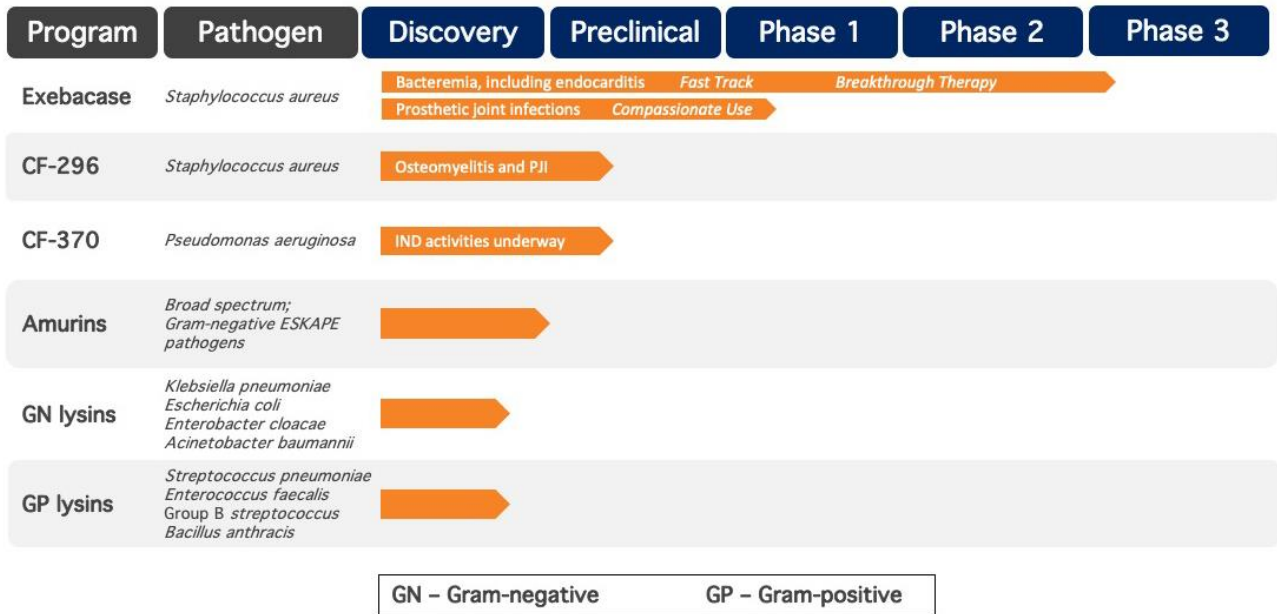 Program Pathogen Discovery Preclinical Phase 1 Phase 2 Phase 3
Exebacase
Staphylococcus aureus
Bacteremia, including endocarditis Fast Track Breakthrough Therapy
Prosthetic joint infections Compassionate Use
CF-296
Staphylococcus aureus
Osteomyelitis and PJI
CF-370
Pseudomonas aeruginosa
IND activities underway
Amurins
Broad spectrum;
Gram-negative ESKAPE
pathogens
GN lysins
Klebsiella pneumoniae
Escherichia coli
Enterobacter cloacae
Acinetobacter baumannii
GP lysins
Streptococcus pneumoniae
Enterococcus faecalis
Group B streptococcus
Bacillus anthracis
GN – Gram-negative GP – Gram-positive